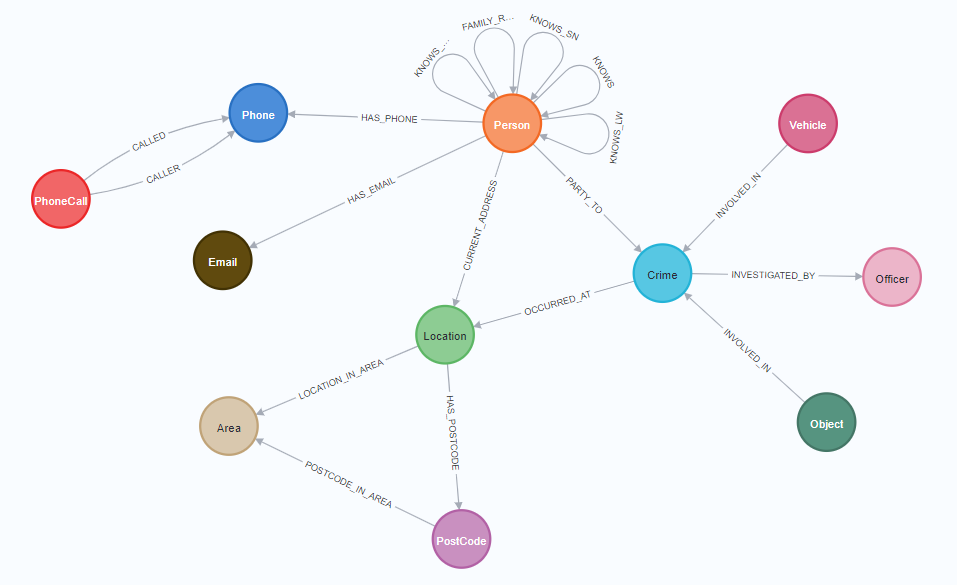 FAMILY_R...
KNOWS_SN
KNOWS_...
KNOWS
Phone
HAS_PHONE
Person
KNOWS_LW
Vehicle
CALLED
CALLER
PhoneCall
HAS_EMAIL
PARTY_TO
INVOLVED_IN
CURRENT_ADDRESS
Email
Crime
INVESTIGATED_BY
Officer
OCCURRED_AT
Location
INVOLVED_IN
LOCATION_IN_AREA
Area
HAS_POSTCODE
Object
POSTCODE_IN_AREA
PostCode